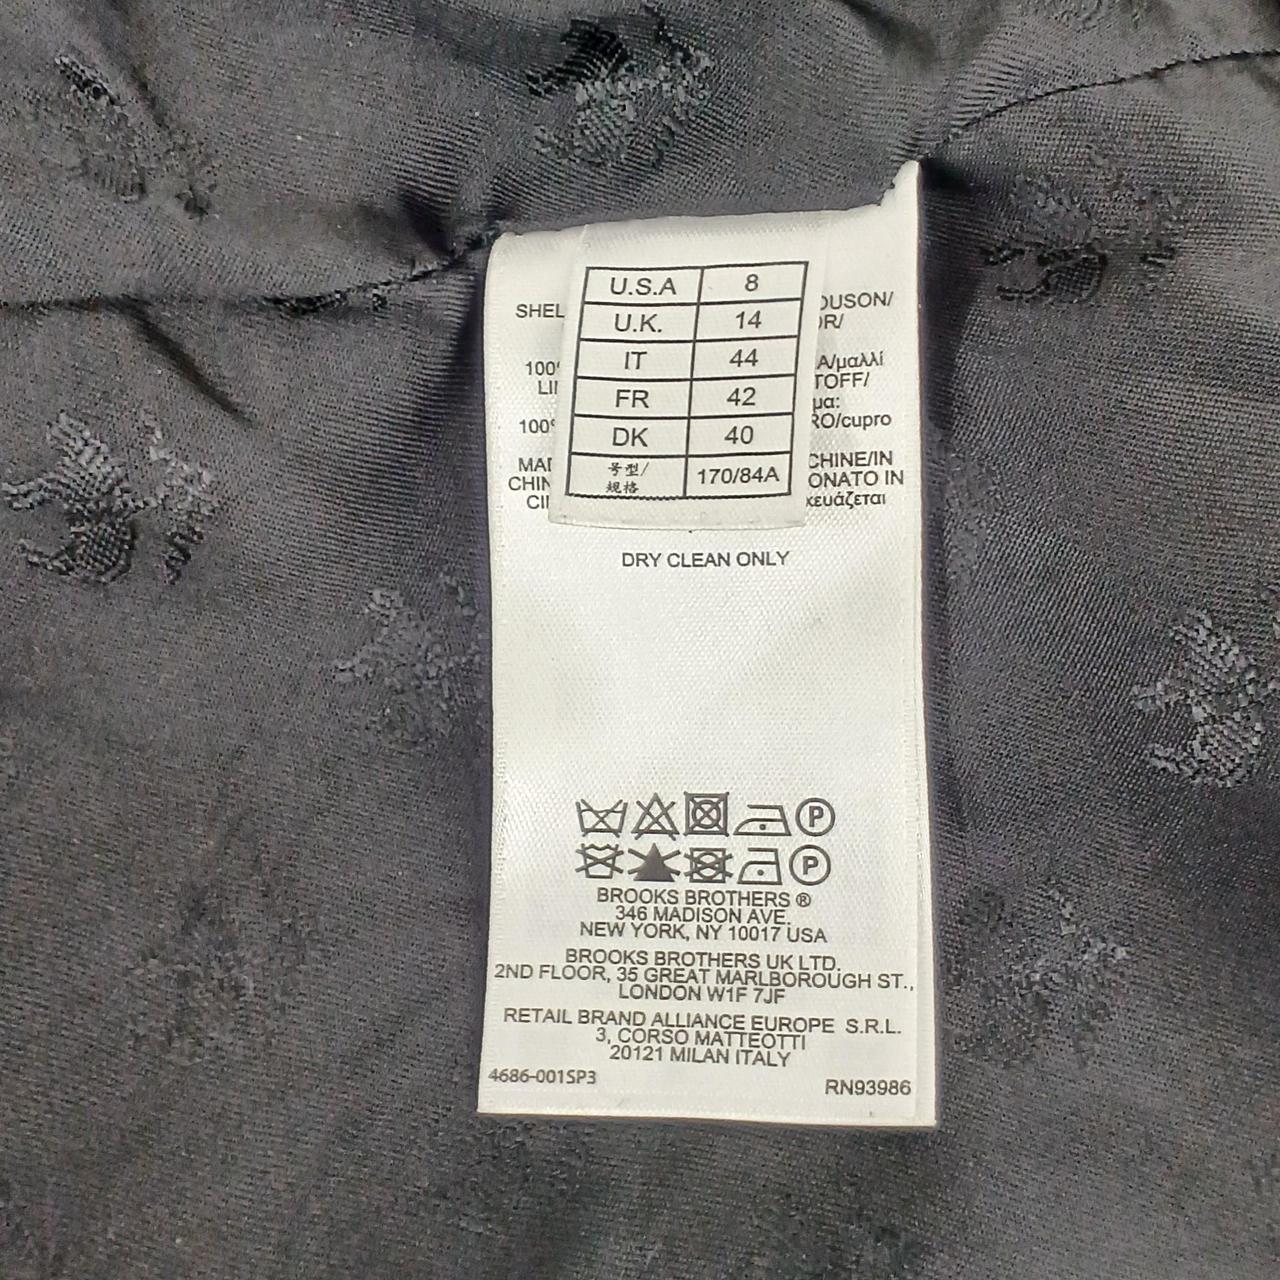 U.S.A 8
U.K. 14
IT 44
FR 42
DK 40
号型/规格 170/84A
SHEL OUSON/
OR/
100% A/μαλλί
LI TOFF/
μα:
100% RO/cupro
MA CHINE/IN
CHIN ONATO IN
CI κευάζεται
DRY CLEAN ONLY
P
P
BROOKS BROTHERS ®
346 MADISON AVE.
NEW YORK, NY 10017 USA
BROOKS BROTHERS UK LTD.
2ND FLOOR, 35 GREAT MARLBOROUGH ST.,
LONDON W1F 7JF
RETAIL BRAND ALLIANCE EUROPE S.R.L.
3, CORSO MATTEOTTI
20121 MILAN ITALY
4686-001SP3 RN93986